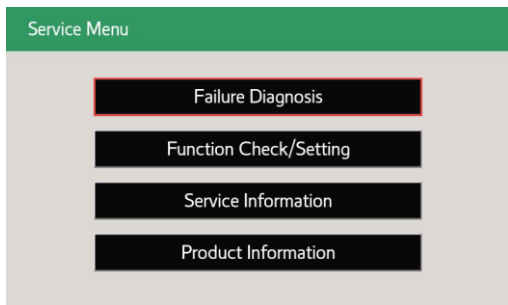 Service Menu
Failure Diagnosis
Function Check/Setting
Service Information
Product Information